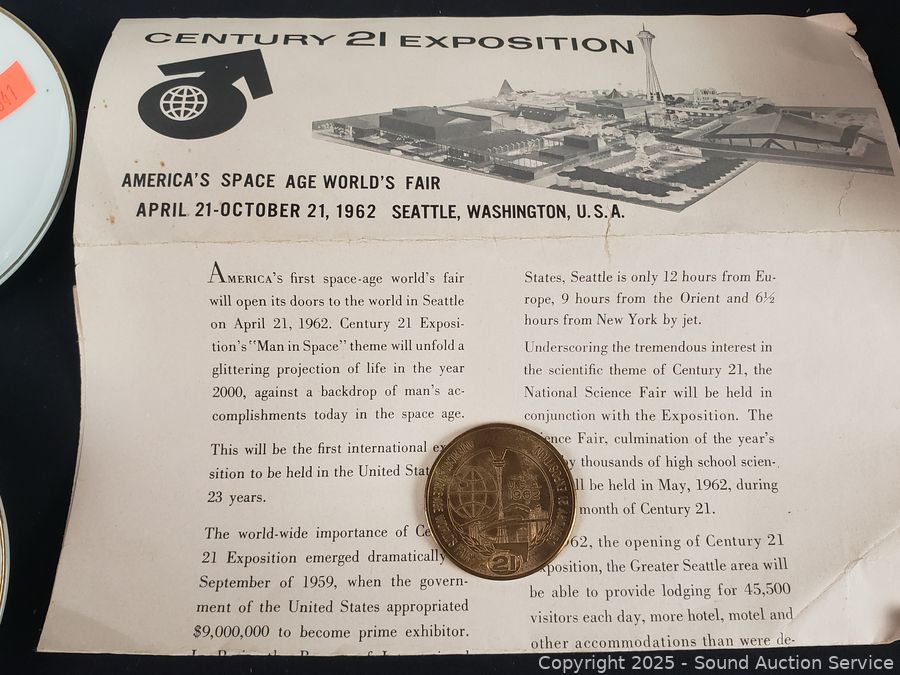 CENTURY 21 EXPOSITION
AMERICA'S SPACE AGE WORLD'S FAIR
APRIL 21-OCTOBER 21, 1962 SEATTLE, WASHINGTON, U.S.A.
AMERICA'S first space-age world's fair
will open its doors to the world in Seattle
on April 21, 1962. Century 21 Exposi-
tion's "Man in Space" theme will unfold a
glittering projection of life in the year
2000, against a backdrop of man's ac-
complishments today in the space age.
This will be the first international
sition to be held in the United
23 years.
The world-wide importance of
21 Exposition emerged dramatically
September of 1959, when the govern-
ment of the United States appropriated
$9,000,000 to become prime exhibitor.
States, Seattle is only 12 hours from Eu-
rope, 9 hours from the Orient and 6½
hours from New York by jet.
Underscoring the tremendous interest in
the scientific theme of Century 21, the
National Science Fair will be held in
conjunction with the Exposition. The
ience Fair, culmination of the year's
by thousands of high school scien-
ll be held in May, 1962, during
month of Century 21.
62, the opening of Century 21
xposition, the Greater Seattle area will
be able to provide lodging for 45,500
visitors each day, more hotel, motel and
other accommodations than were de-
1962
21
641
Copyright 2025 - Sound Auction Service